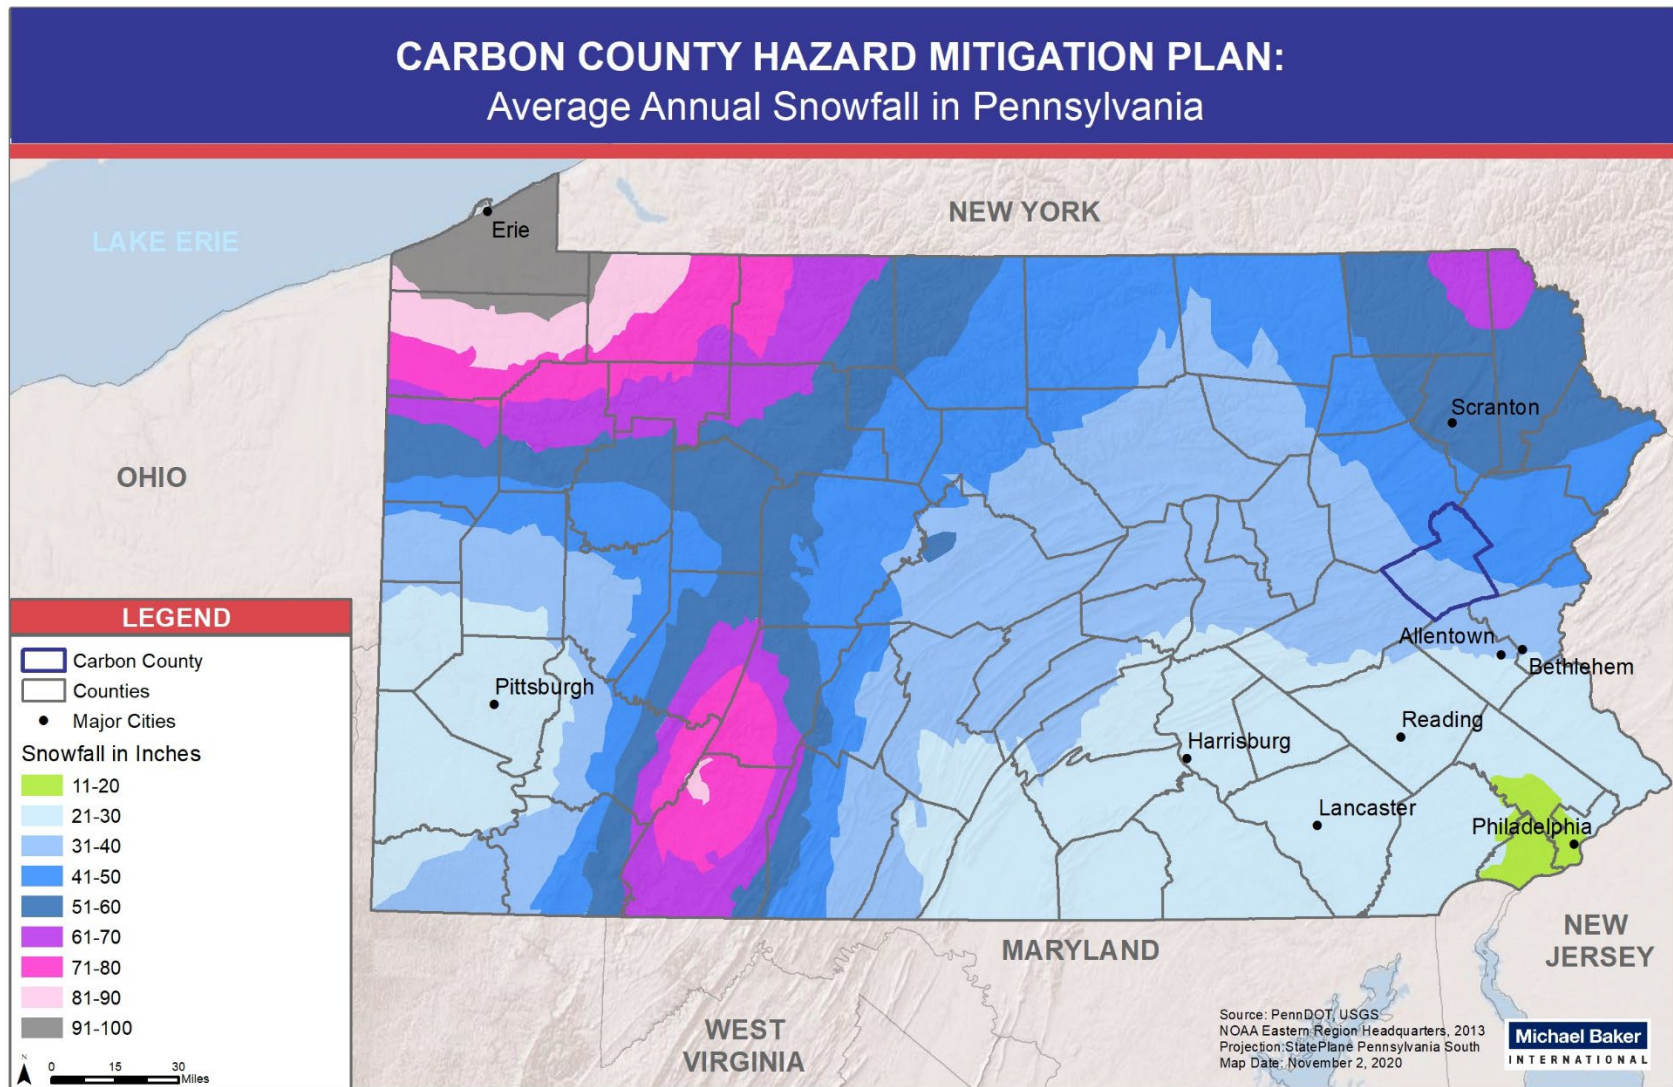 CARBON COUNTY HAZARD MITIGATION PLAN:
Average Annual Snowfall in Pennsylvania
NEW YORK
LAKE ERIE
Erie
Scranton
OHIO
Allentown
Bethlehem
Pittsburgh
Reading
Harrisburg
Lancaster
Philadelphia
MARYLAND
NEW
JERSEY
WEST
VIRGINIA
LEGEND
Carbon County
Counties
Major Cities
Snowfall in Inches
11-20
21-30
31-40
41-50
51-60
61-70
71-80
81-90
91-100
N
0 15 30
Miles
Source: PennDOT, USGS
NOAA Eastern Region Headquarters, 2013
Projection:StatePlane Pennsylvania South
Map Date: November 2, 2020
Michael Baker
INTERNATIONAL